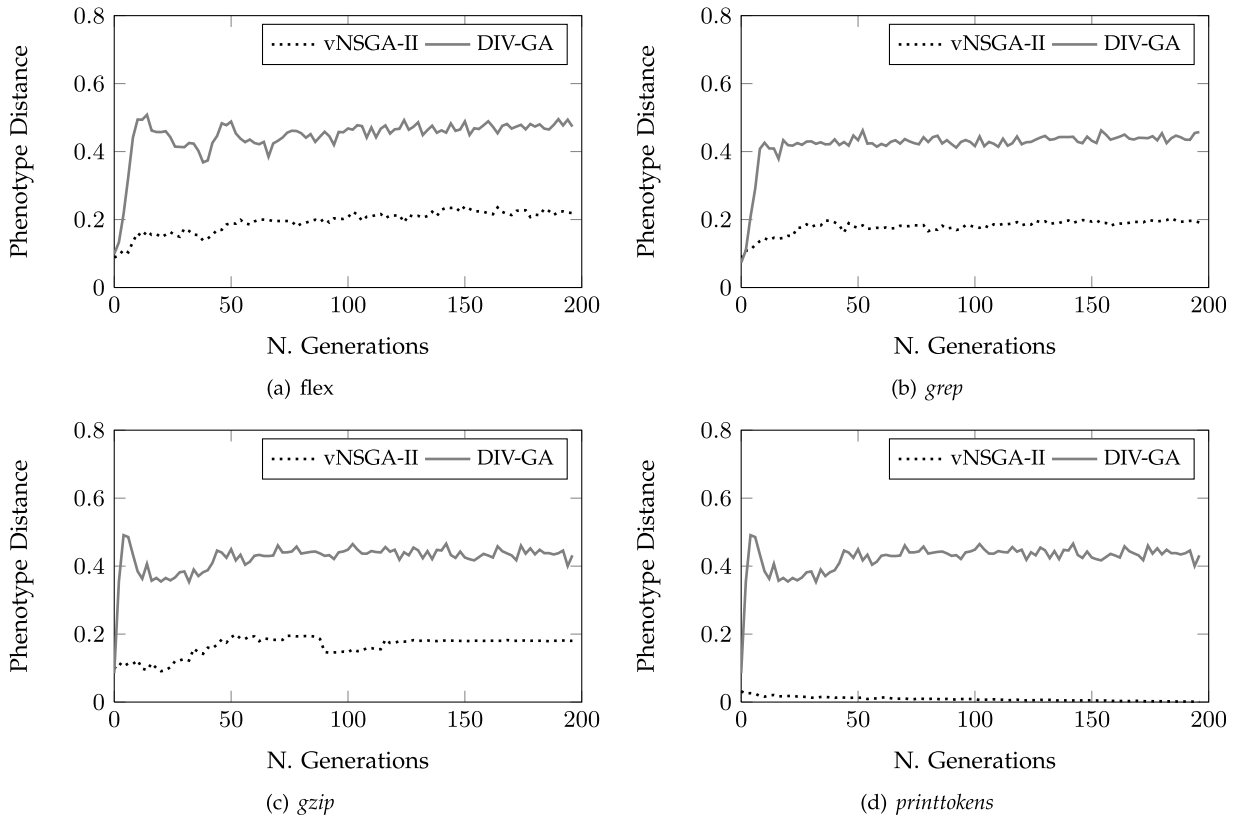 0.8
0.6
0.4
0.2
0
Phenotype Distance
vNSGA-II DIV-GA
0 50 100 150 200
N. Generations
(a) flex
0.8
0.6
0.4
0.2
0
Phenotype Distance
vNSGA-II DIV-GA
0 50 100 150 200
N. Generations
(b) grep
0.8
0.6
0.4
0.2
0
Phenotype Distance
vNSGA-II DIV-GA
0 50 100 150 200
N. Generations
(c) gzip
0.8
0.6
0.4
0.2
0
Phenotype Distance
vNSGA-II DIV-GA
0 50 100 150 200
N. Generations
(d) printtokens